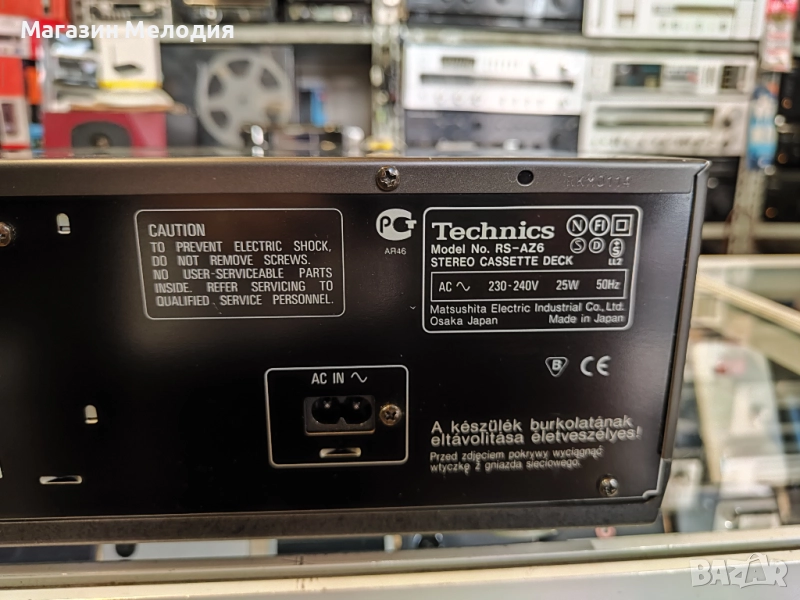 Магазин Мелодия
CAUTION
TO PREVENT ELECTRIC SHOCK,
DO NOT REMOVE SCREWS.
NO USER-SERVICEABLE PARTS
INSIDE. REFER SERVICING TO
QUALIFIED SERVICE PERSONNEL.
AR46
Technics
Model No. RS-AZ6
STEREO CASSETTE DECK
N FI
S D S
LL2
AC ∿ 230-240V 25W 50Hz
Matsushita Electric Industrial Co., Ltd.
Osaka Japan Made in Japan
B CE
AC IN ∿
A készülék burkolatának
eltávolitása életveszélyes!
Przed zdjęciem pokrywy wyciągnąć
wtyczkę z gniazda sieciowego.
BAZAR